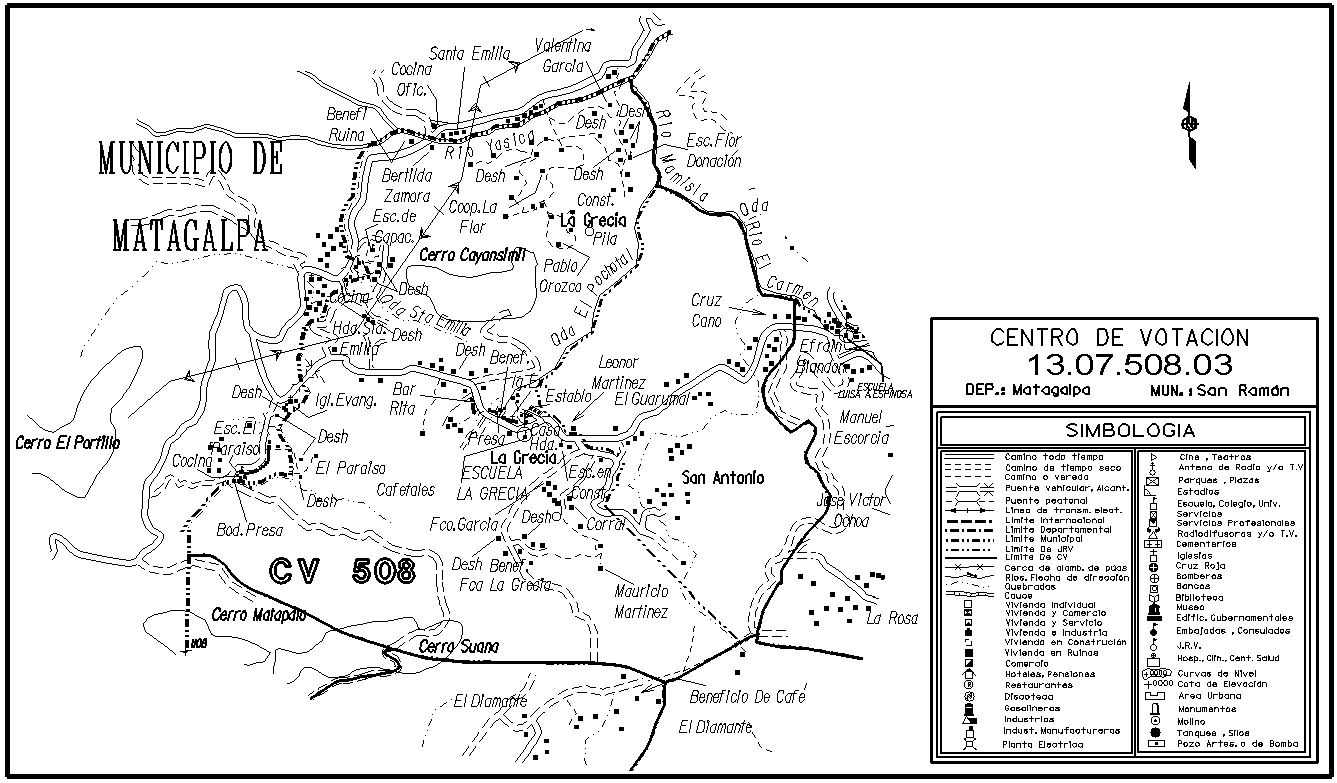 Santa Emilia
Valentina
Garcia
Cocina
Ofic.
Benefi
Ruina
MUNICIPIO DE
MATAGALPA
Rio Yasica
Desh
Desh
Rio Mamisla
Esc. Flor
Donación
Bertilda
Zamora
Desh
Desh
Const.
Coop. La
Flor
La Grecia
Pila
Esc. de
Capac.
Cerro Cayansimil
Pablo
Orozco
Qda El Pochotal
Qda
Rio El Carmen
Desh
Cocina
Qda Sta Emilia
Cruz
Cano
Hda. Sta.
Emilia
Desh
Desh
Benef.
Efrain
Blandon
Leonor
Martinez
El Guarumal
Ig. E.
Establo
Bar
Rita
ESCUELA
LUISA A ESPINOSA
Manuel
Escorcia
Desh
Igl. Evang.
Cerro El Portillo
Esc. El
Paraiso
Desh
Cocina
El Paraiso
Presa
Casa
Hda.
La Grecia
ESCUELA
LA GRECIA
Esc. en
Const.
San Antonio
Cafetales
Desh
Bod. Presa
Fco. Garcia
Desh
Corral
Jose Victor
Ochoa
Desh
Benef.
Fca La Grecia
CV 508
Mauricio
Martinez
Cerro Matapalo
La Rosa
808
Cerro Suana
El Diamante
Beneficio De Café
El Diamante
CENTRO DE VOTACION
13.07.508.03
DEP.: Matagalpa MUN.: San Ramón
SIMBOLOGIA
Camino todo tiempo
Camino de tiempo seco
Camino o vereda
Puente vehicular, Alcant.
Puente peatonal
Linea de transm. elect.
Limite Internacional
Limite Departamental
Limite Municipal
Limite De JRV
Limite De CV
Cerca de alamb. de púas
Rios, Flecha de dirección
Quebradas
Cauce
Vivienda Individual
Vivienda y Comercio
Vivienda y Servicio
Vivienda e Industria
Vivienda en Construción
Vivienda en Ruinas
Comercio
Hoteles, Pensiones
Restaurantes
Discoteca
Gasolineras
Industrias
Indust. Manufactureras
Planta Electrica
Cine, Teatros
Antena de Radio y/o T.V
Parques, Plazas
Estadios
Escuela, Colegio, Univ.
Servicios
Servicios Profesionales
Radiodifusoras y/o T.V.
Cementerios
Iglesias
Cruz Roja
Bomberos
Bancos
Biblioteca
Museo
Edific. Gubernamentales
Embajadas, Consulados
J.R.V.
Hosp., Clin., Cent. Salud
Curvas de Nivel
Cota de Elevación
Area Urbana
Monumentos
Molino
Tanques, Silos
Pozo Artes. o de Bomba